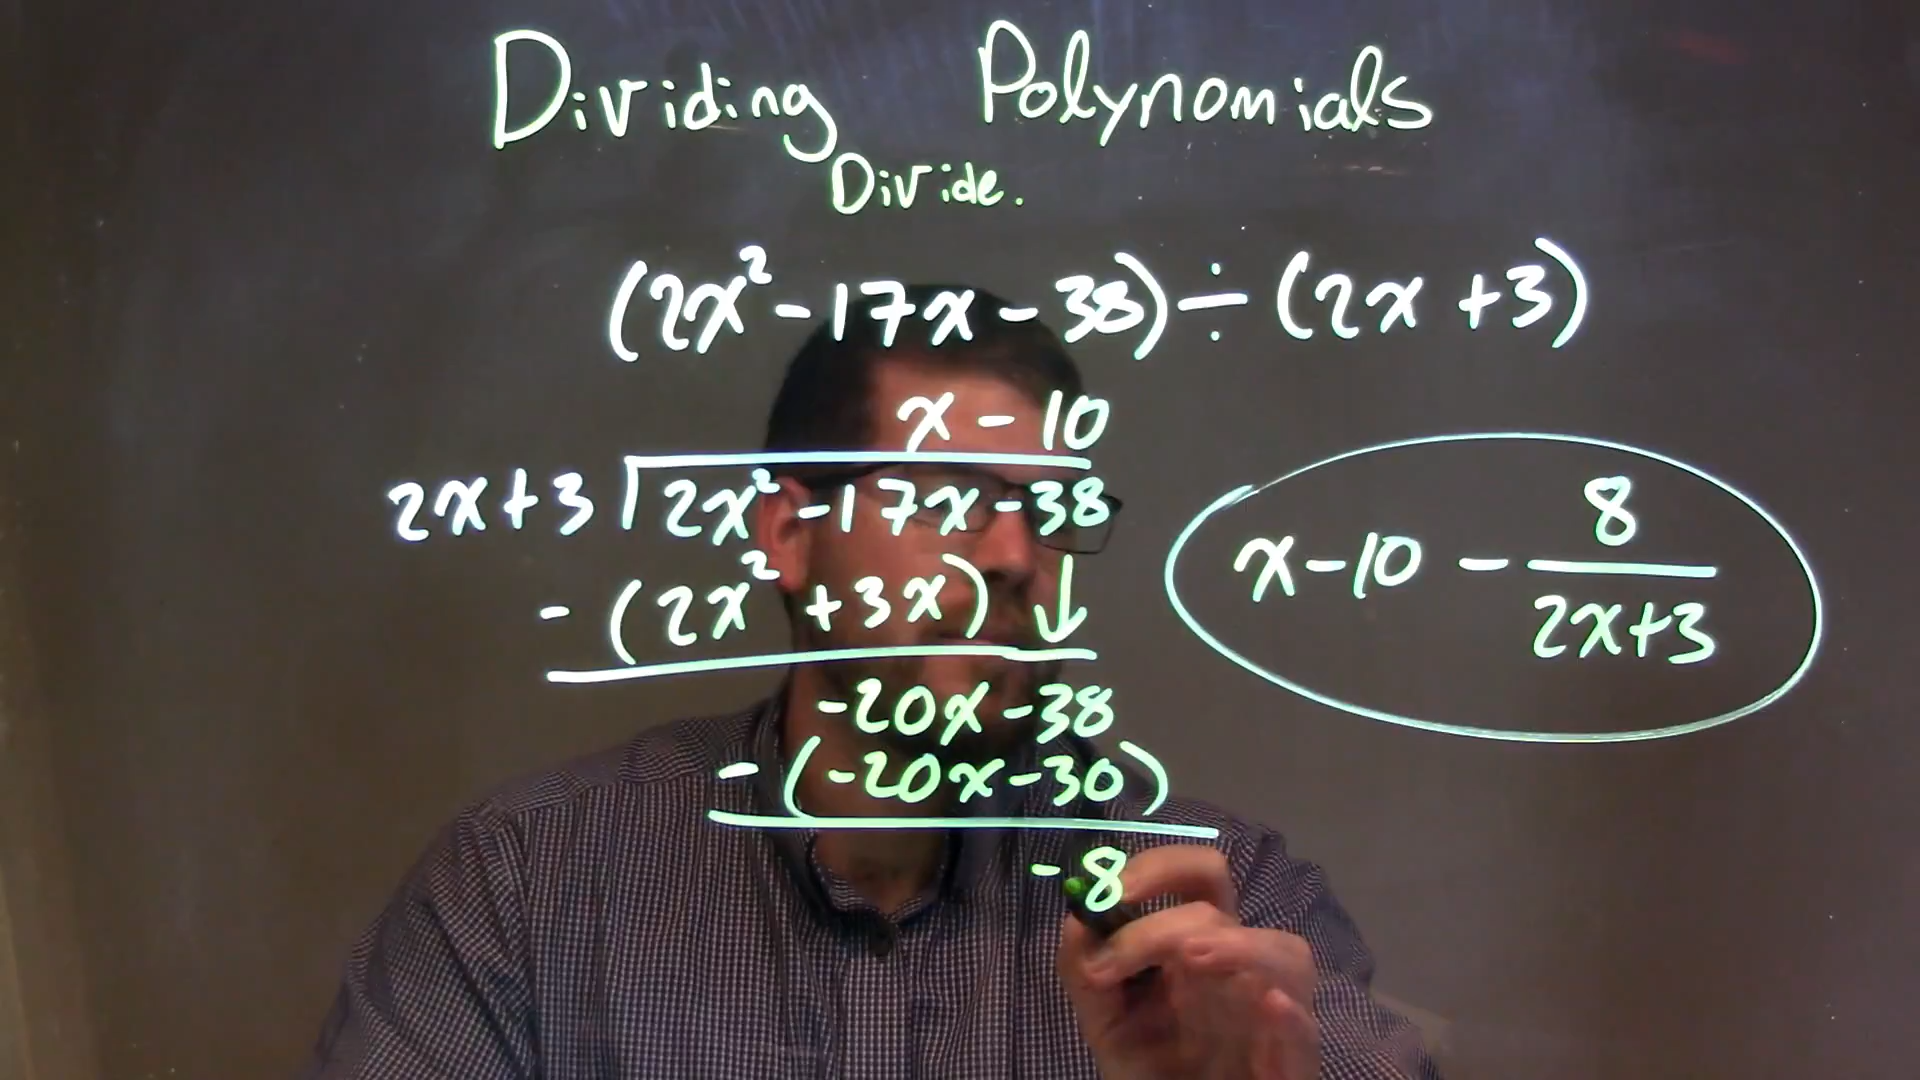 Dividing Polynomials
Divide.
(2x² - 17x - 38) ÷ (2x + 3)
x - 10
2x+3 2x² - 17x - 38
- (2x² + 3x) ↓
-20x - 38
- (-20x - 30)
-8
x - 10 - 8/(2x+3)